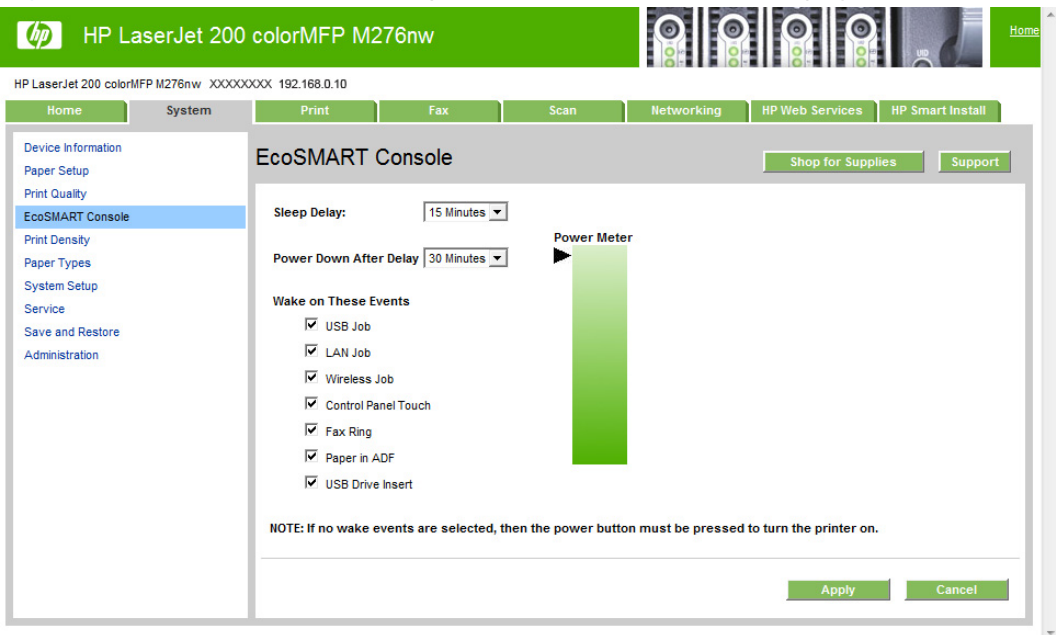 hp
HP LaserJet 200 colorMFP M276nw
Home
HP LaserJet 200 colorMFP M276nw XXXXXXXX 192.168.0.10
Home System Print Fax Scan Networking HP Web Services HP Smart Install
Device Information
Paper Setup
Print Quality
EcoSMART Console
Print Density
Paper Types
System Setup
Service
Save and Restore
Administration
EcoSMART Console
Shop for Supplies
Support
Sleep Delay: 15 Minutes
Power Down After Delay 30 Minutes
Power Meter
Wake on These Events
USB Job
LAN Job
Wireless Job
Control Panel Touch
Fax Ring
Paper in ADF
USB Drive Insert
NOTE: If no wake events are selected, then the power button must be pressed to turn the printer on.
Apply
Cancel
UID